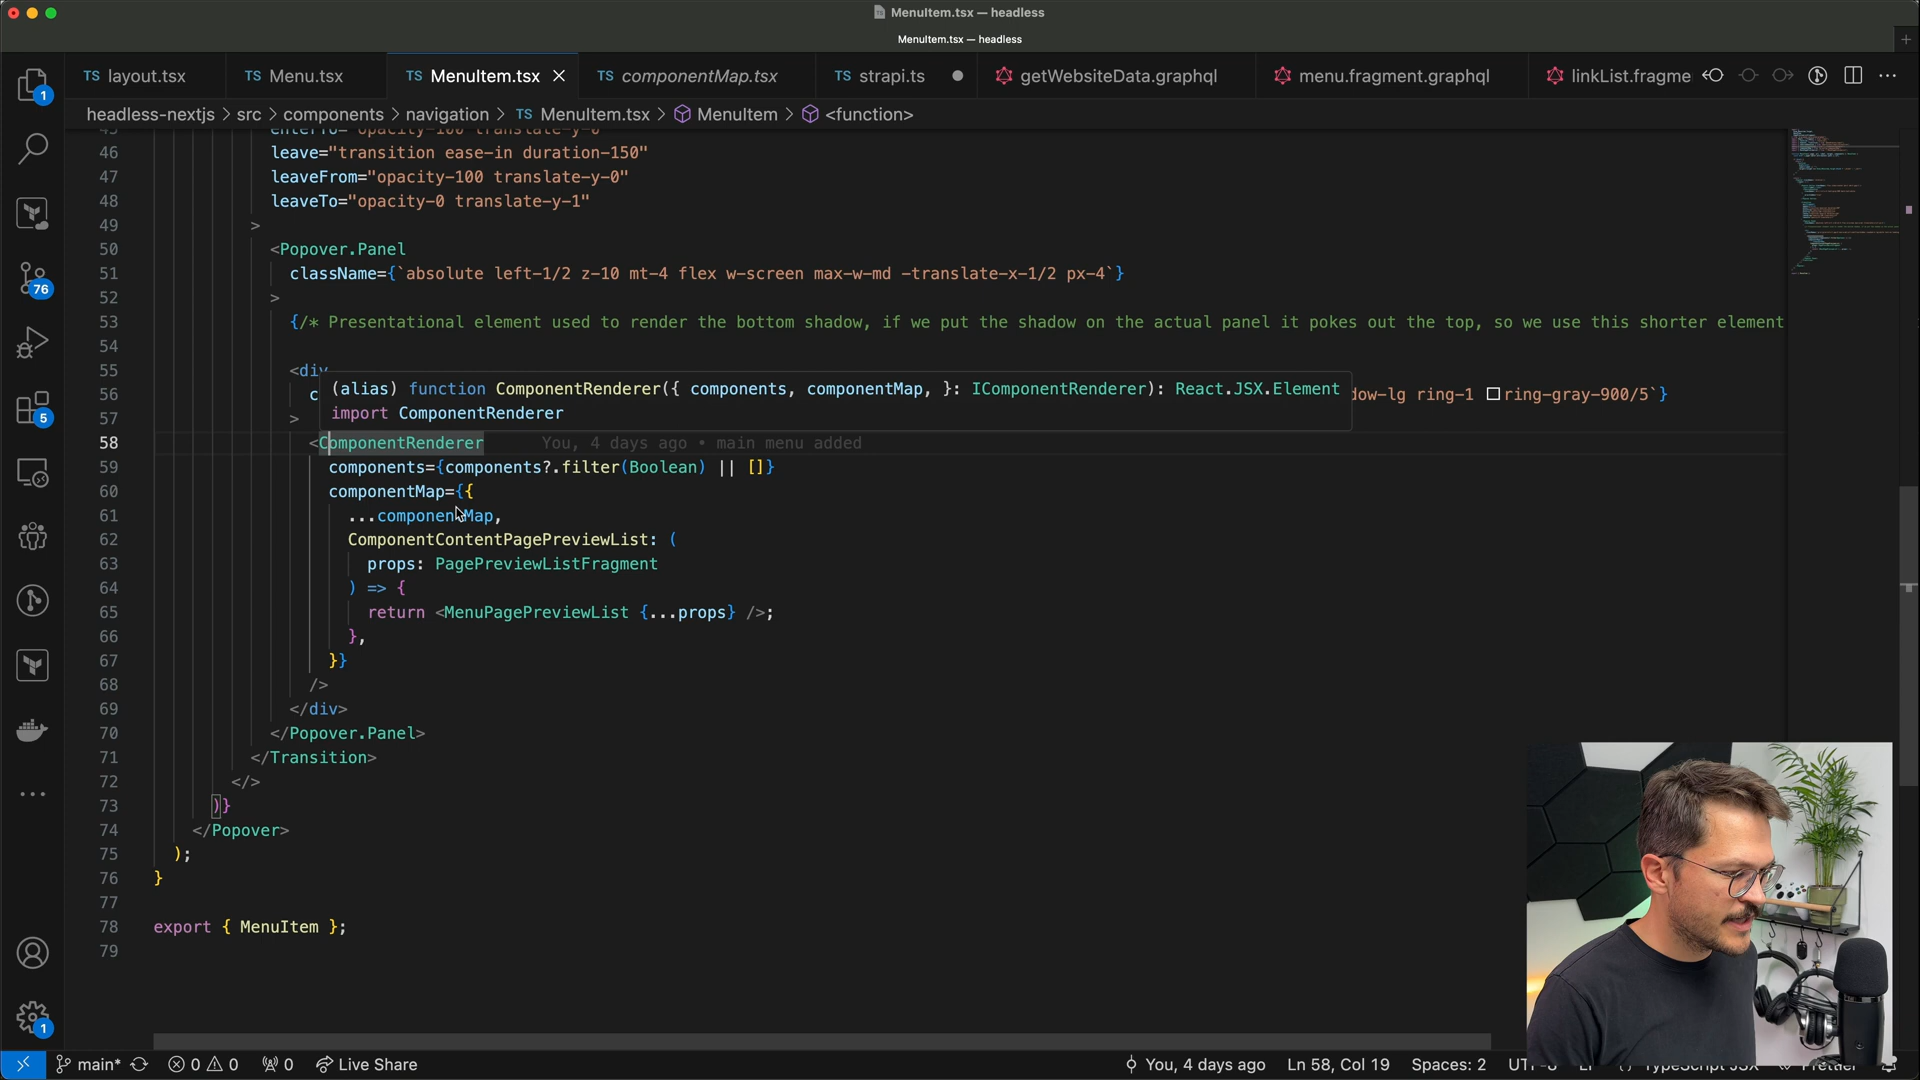 MenuItem.tsx — headless
MenuItem.tsx — headless
TS layout.tsx
TS Menu.tsx
TS MenuItem.tsx
TS componentMap.tsx
TS strapi.ts
getWebsiteData.graphql
menu.fragment.graphql
linkList.fragme
headless-nextjs > src > components > navigation > TS MenuItem.tsx > MenuItem > <function>
46 leave="transition ease-in duration-150"
47 leaveFrom="opacity-100 translate-y-0"
48 leaveTo="opacity-0 translate-y-1"
49 >
50 <Popover.Panel
51 className={`absolute left-1/2 z-10 mt-4 flex w-screen max-w-md -translate-x-1/2 px-4`}
52 >
53 {/* Presentational element used to render the bottom shadow, if we put the shadow on the actual panel it pokes out the top, so we use this shorter element
54
55 <div
(alias) function ComponentRenderer({ components, componentMap, }: IComponentRenderer): React.JSX.Element
import ComponentRenderer
56 c dow-lg ring-1 ring-gray-900/5`}
57 >
58 <ComponentRenderer You, 4 days ago • main menu added
59 components={components?.filter(Boolean) || []}
60 componentMap={{
61 ...componentMap,
62 ComponentContentPagePreviewList: (
63 props: PagePreviewListFragment
64 ) => {
65 return <MenuPagePreviewList {...props} />;
66 },
67 }}
68 />
69 </div>
70 </Popover.Panel>
71 </Transition>
72 </>
73 )}
74 </Popover>
75 );
76 }
77
78 export { MenuItem };
79
1
76
5
1
main* 0 0 0 Live Share
You, 4 days ago Ln 58, Col 19 Spaces: 2